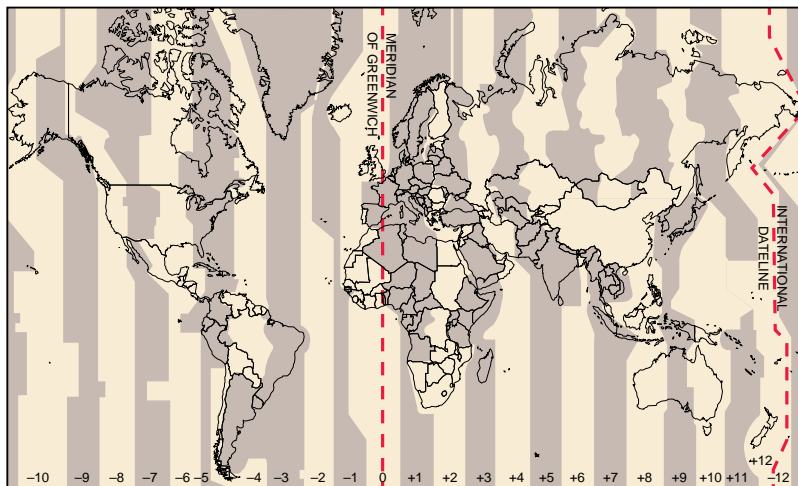 MERIDIAN
OF GREENWICH
INTERNATIONAL
DATELINE
+12
–10 –9 –8 –7 –6 –5 –4 –3 –2 –1 0 +1 +2 +3 +4 +5 +6 +7 +8 +9 +10 +11 –12